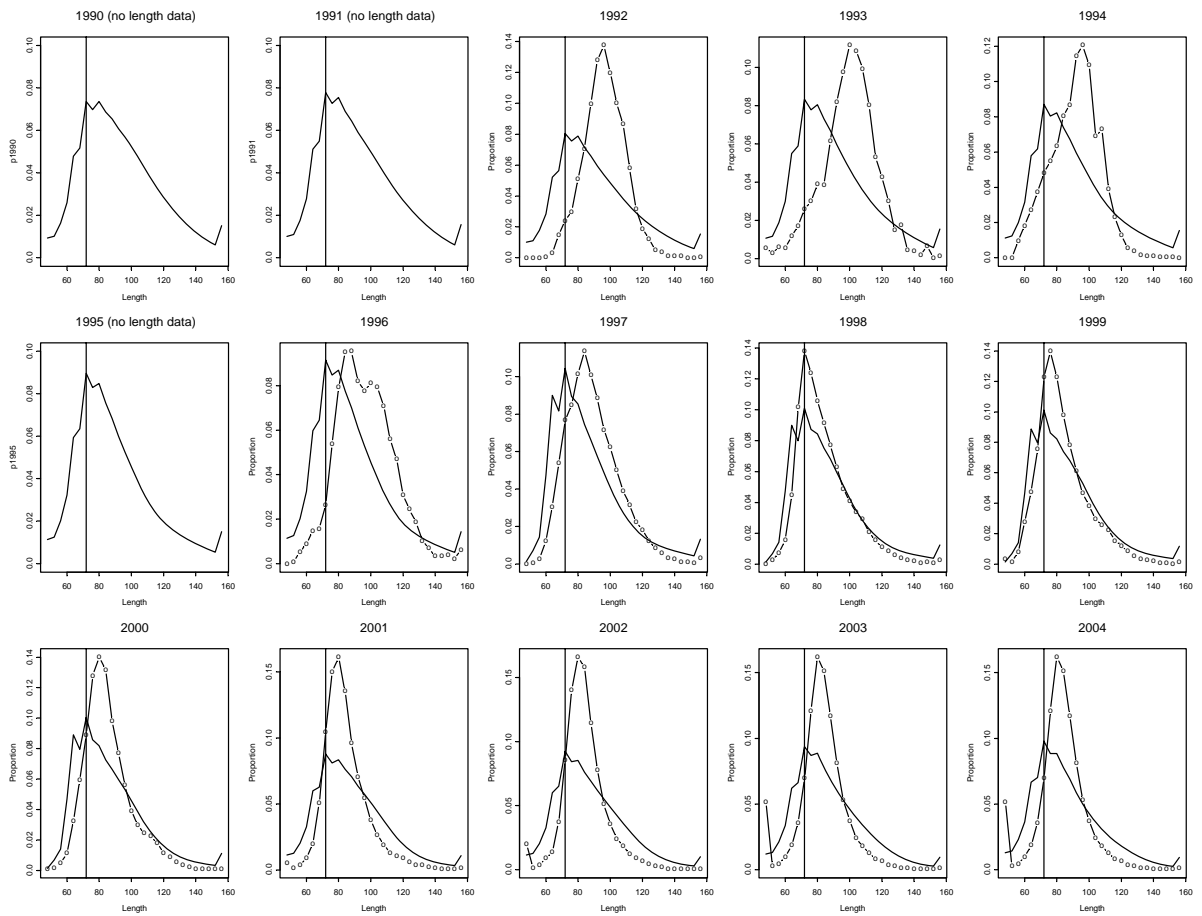 1990 (no length data)
p1990
0.00 0.02 0.04 0.06 0.08 0.10
60 80 100 120 140 160
Length
1991 (no length data)
p1991
0.00 0.02 0.04 0.06 0.08 0.10
60 80 100 120 140 160
Length
1992
Proportion
0.0 0.02 0.04 0.06 0.08 0.10 0.12 0.14
60 80 100 120 140 160
Length
1993
Proportion
0.0 0.02 0.04 0.06 0.08 0.10
60 80 100 120 140 160
Length
1994
Proportion
0.0 0.02 0.04 0.06 0.08 0.10 0.12
60 80 100 120 140 160
Length
1995 (no length data)
p1995
0.00 0.02 0.04 0.06 0.08 0.10
60 80 100 120 140 160
Length
1996
Proportion
0.0 0.02 0.04 0.06 0.08
60 80 100 120 140 160
Length
1997
Proportion
0.0 0.02 0.04 0.06 0.08 0.10
60 80 100 120 140 160
Length
1998
Proportion
0.0 0.02 0.04 0.06 0.08 0.10 0.12 0.14
60 80 100 120 140 160
Length
1999
Proportion
0.0 0.02 0.04 0.06 0.08 0.10 0.12 0.14
60 80 100 120 140 160
Length
2000
Proportion
0.0 0.02 0.04 0.06 0.08 0.10 0.12 0.14
60 80 100 120 140 160
Length
2001
Proportion
0.0 0.05 0.10 0.15
60 80 100 120 140 160
Length
2002
Proportion
0.0 0.05 0.10 0.15
60 80 100 120 140 160
Length
2003
Proportion
0.0 0.05 0.10 0.15
60 80 100 120 140 160
Length
2004
Proportion
0.0 0.05 0.10 0.15
60 80 100 120 140 160
Length